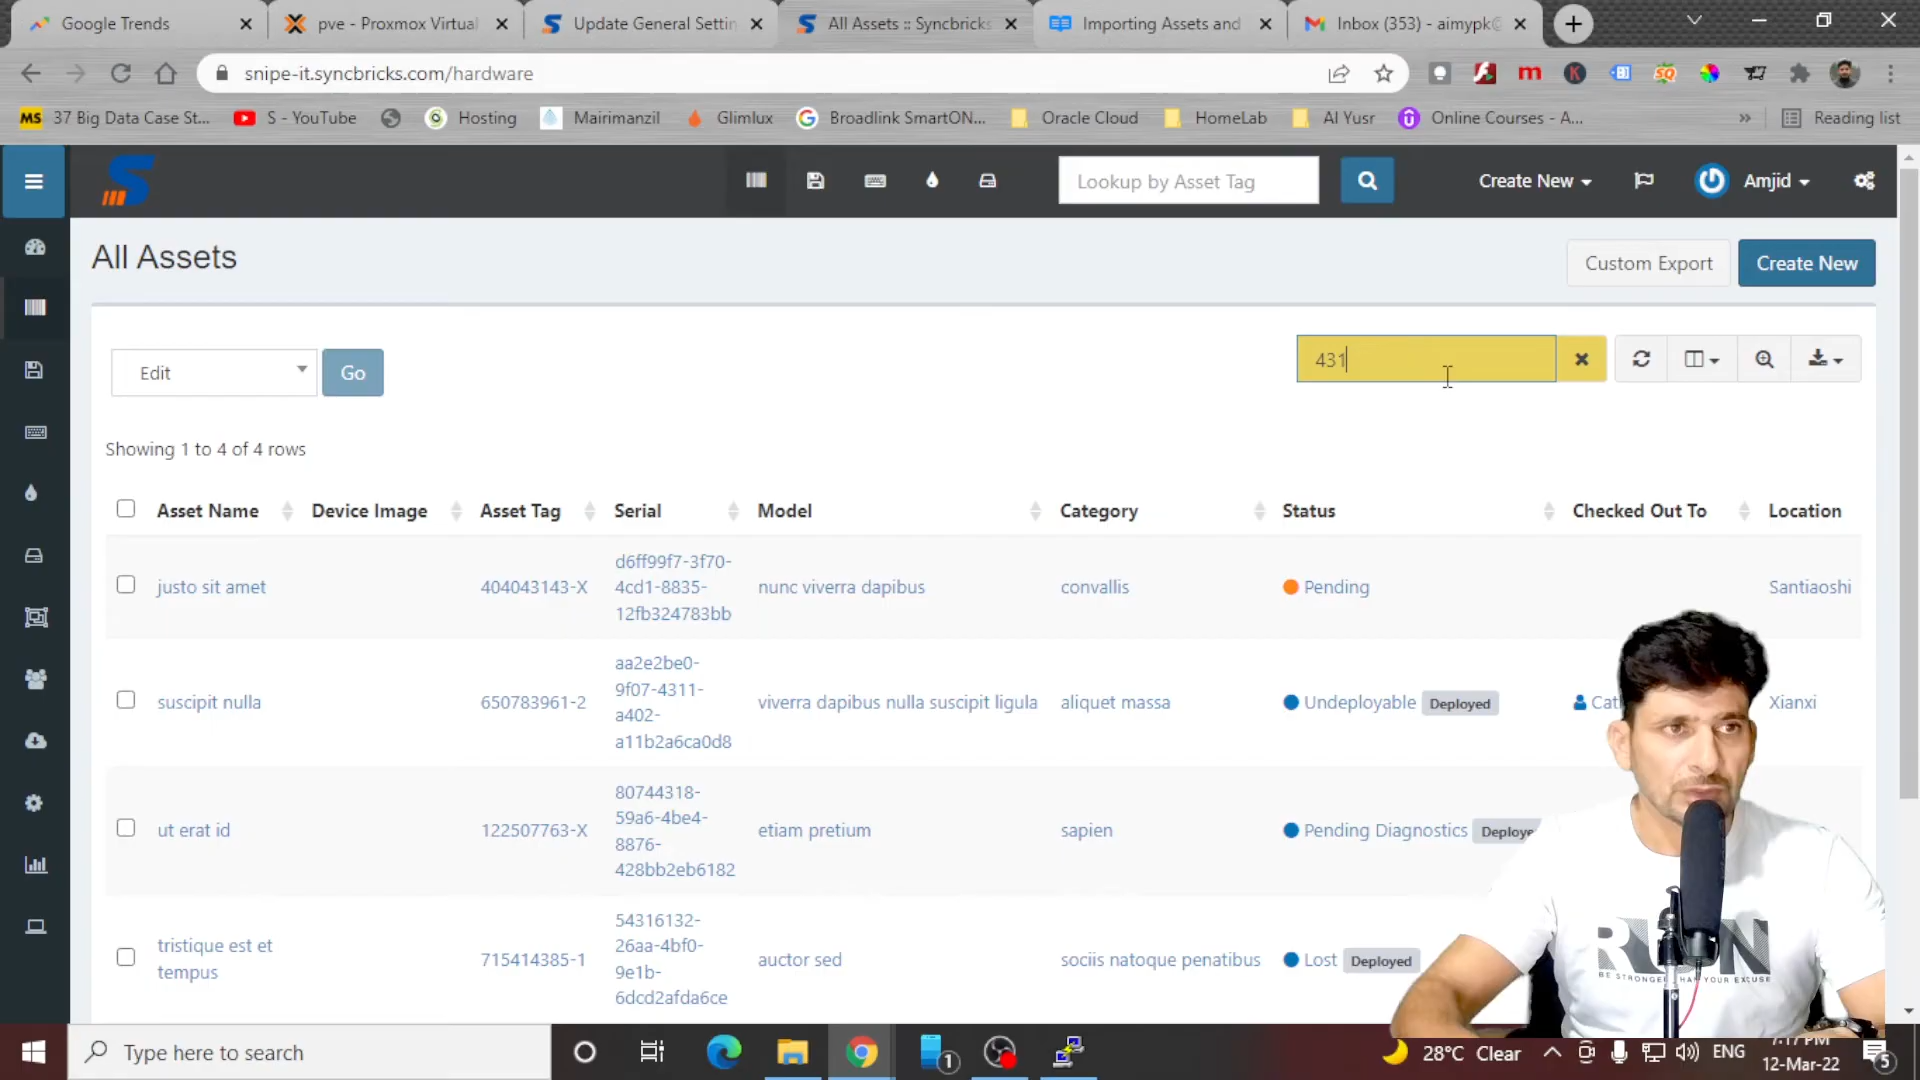 Google Trends
pve - Proxmox Virtual
Update General Settin
All Assets :: Syncbricks
Importing Assets and
Inbox (353) - aimypk@
snipe-it.syncbricks.com/hardware
MS 37 Big Data Case St...
S - YouTube
Hosting
Mairimanzil
Glimlux
Broadlink SmartON...
Oracle Cloud
HomeLab
Al Yusr
Online Courses - A...
»
Reading list
Lookup by Asset Tag
Create New
Amjid
All Assets
Custom Export
Create New
Edit
Go
431
Showing 1 to 4 of 4 rows
Asset Name Device Image Asset Tag Serial Model Category Status Checked Out To Location
justo sit amet 404043143-X d6ff99f7-3f70-
4cd1-8835-
12fb324783bb nunc viverra dapibus convallis Pending Santiaoshi
suscipit nulla 650783961-2 aa2e2be0-
9f07-4311-
a402-
a11b2a6ca0d8 viverra dapibus nulla suscipit ligula aliquet massa Undeployable Deployed Xianxi
ut erat id 122507763-X 80744318-
59a6-4be4-
8876-
428bb2eb6182 etiam pretium sapien Pending Diagnostics Deploye
tristique est et
tempus 715414385-1 54316132-
26aa-4bf0-
9e1b-
6dcd2afda6ce auctor sed sociis natoque penatibus Lost Deployed
RUN
Type here to search
1
28°C Clear
ENG
7:17 PM
12-Mar-22
5